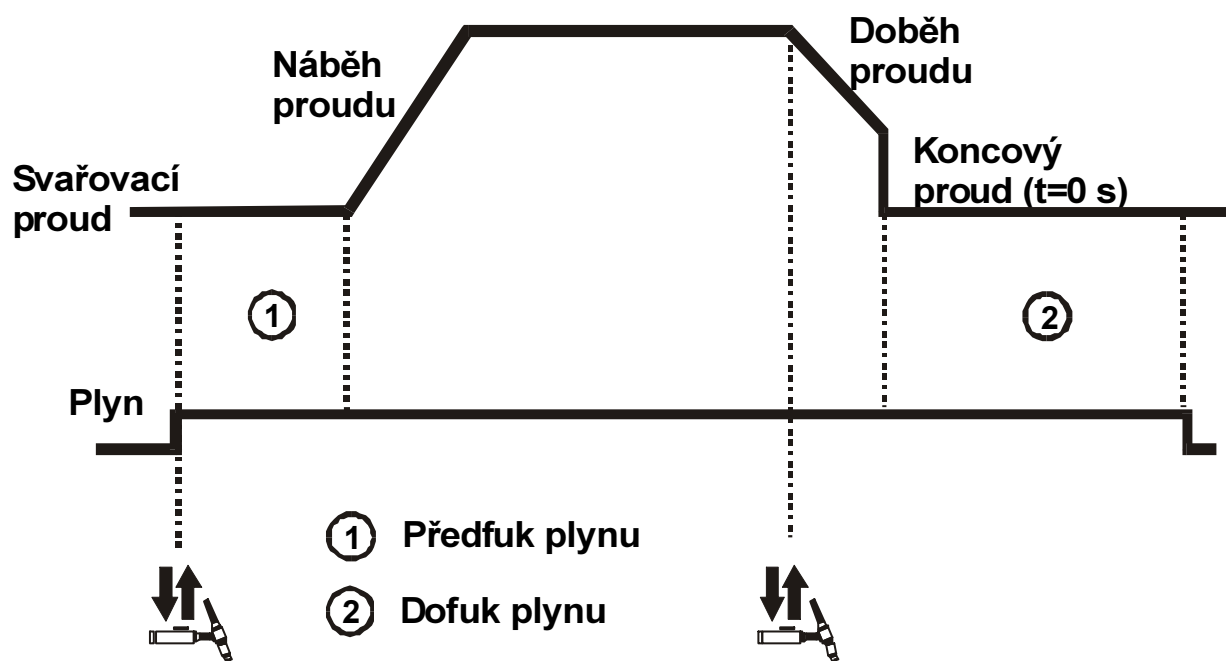 Náběh
proudu
Doběh
proudu
Svařovací
proud
Koncový
proud (t=0 s)
1
2
Plyn
1 Předfuk plynu
2 Dofuk plynu